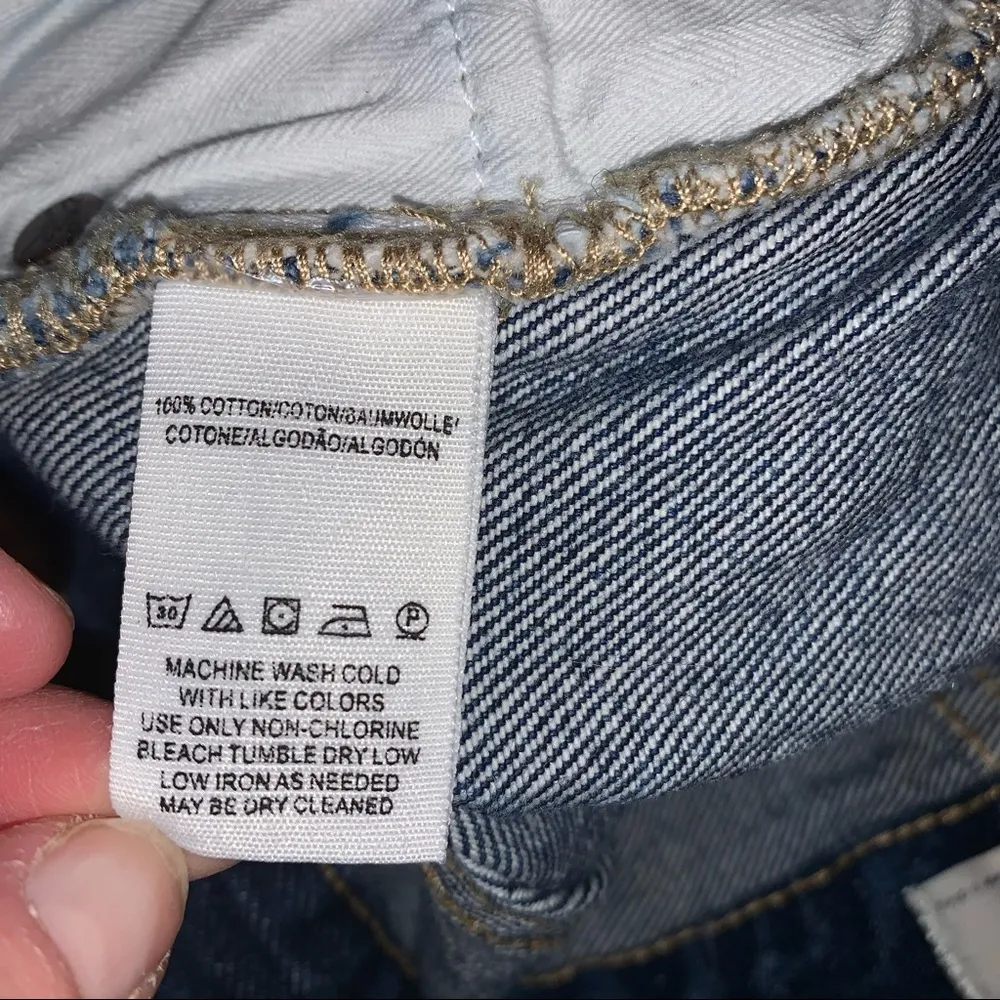 100% COTTON/COTON/BAUMWOLLE/
COTONE/ALGODÃO/ALGODÓN
30 P
MACHINE WASH COLD
WITH LIKE COLORS
USE ONLY NON-CHLORINE
BLEACH TUMBLE DRY LOW
LOW IRON AS NEEDED
MAY BE DRY CLEANED